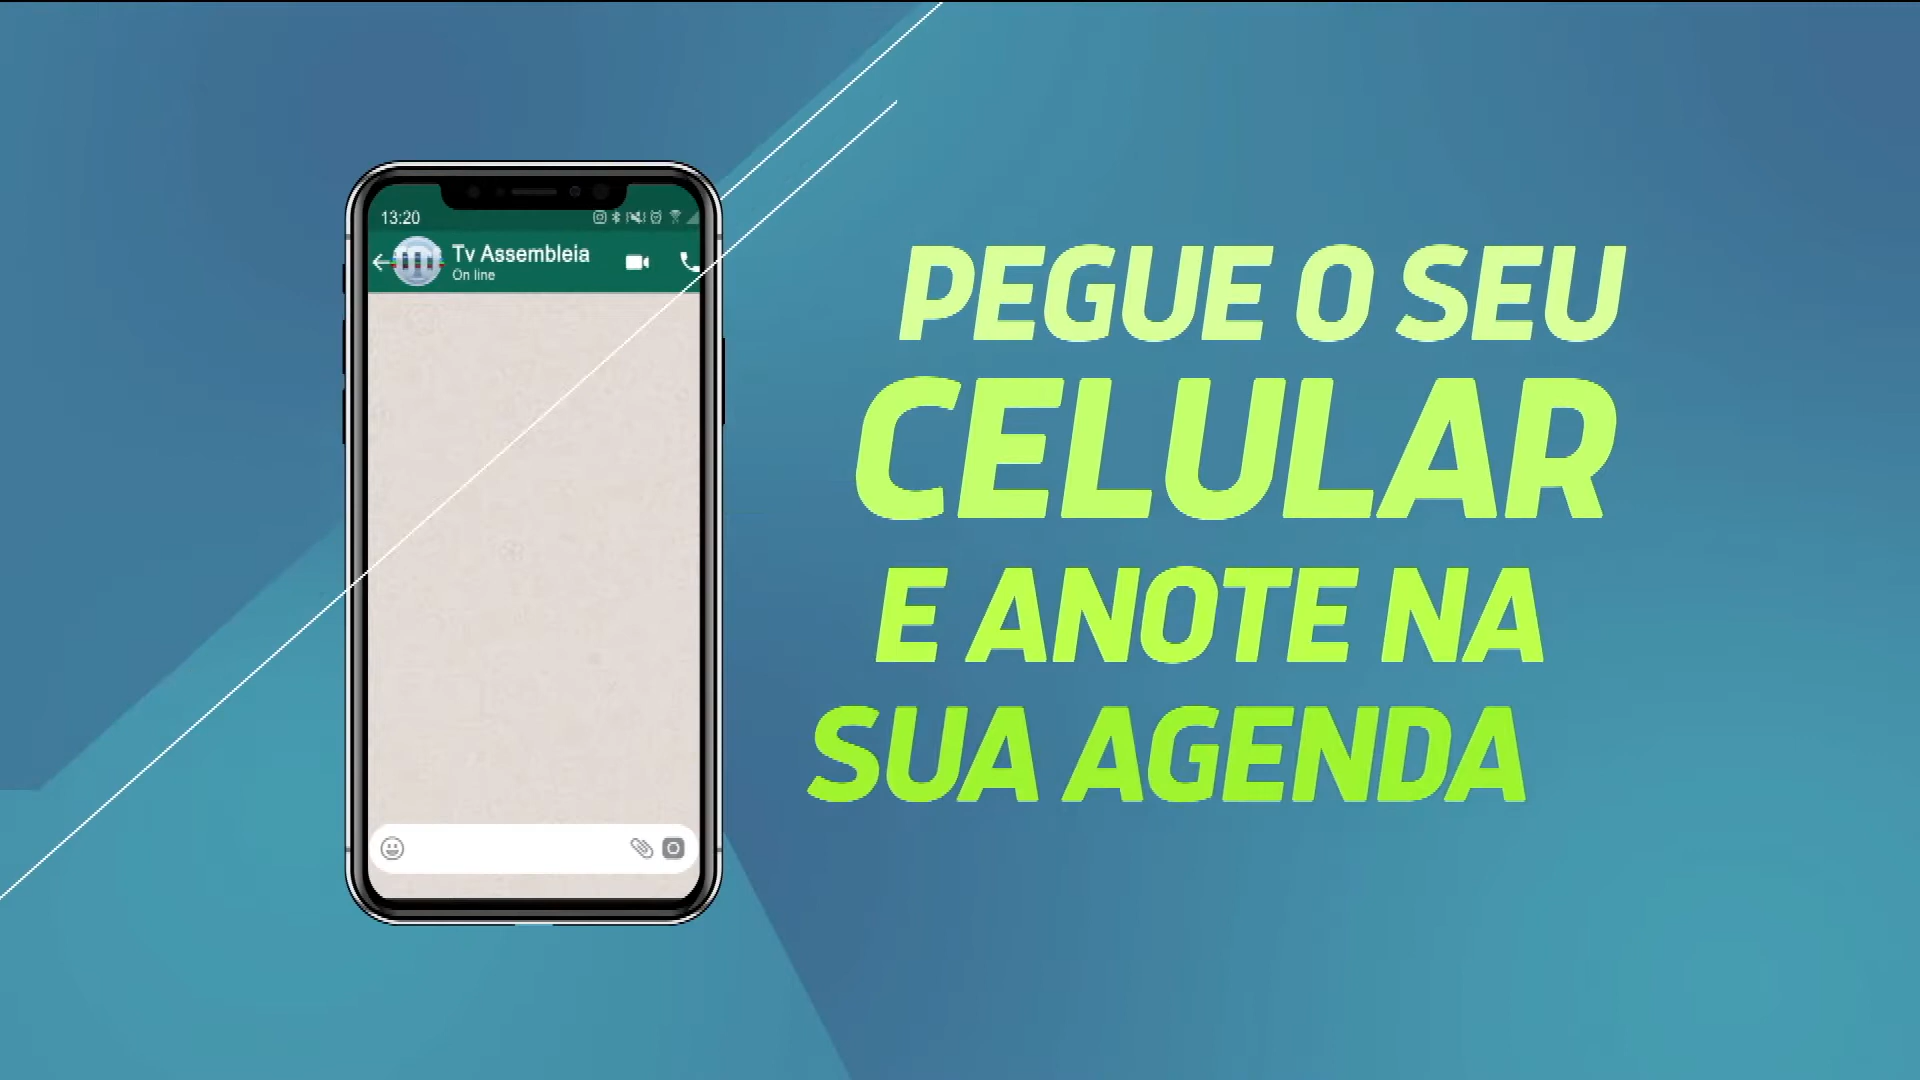 13:20
Tv Assembleia
On line
PEGUE O SEU
CELULAR
E ANOTE NA
SUA AGENDA